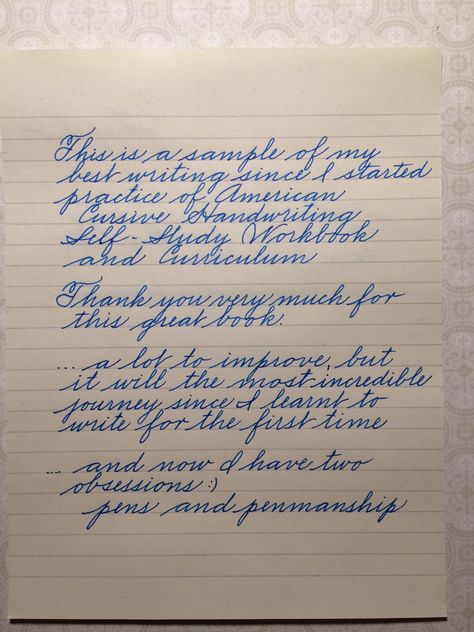 This is a sample of my
best writing since I started
practice of American
Cursive Handwriting
Self-Study Workbook
and Curriculum
Thank you very much for
this great book.
... a lot to improve, but
it will the most incredible
journey since I learnt to
write for the first time
.... and now I have two
obsessions :)
pens and penmanship